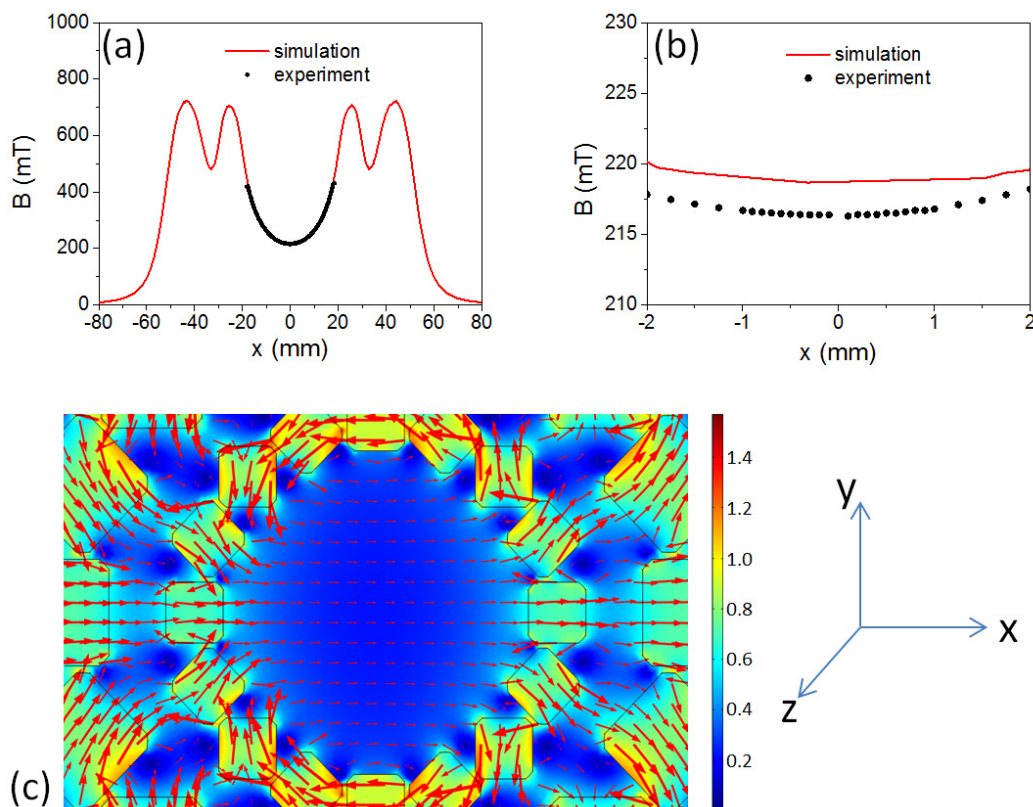 (a)
simulation
experiment
B (mT)
1000
800
600
400
200
0
-80 -60 -40 -20 0 20 40 60 80
x (mm)
(b)
simulation
experiment
B (mT)
230
225
220
215
210
-2 -1 0 1 2
x (mm)
(c)
1.4
1.2
1.0
0.8
0.6
0.4
0.2
y
x
z